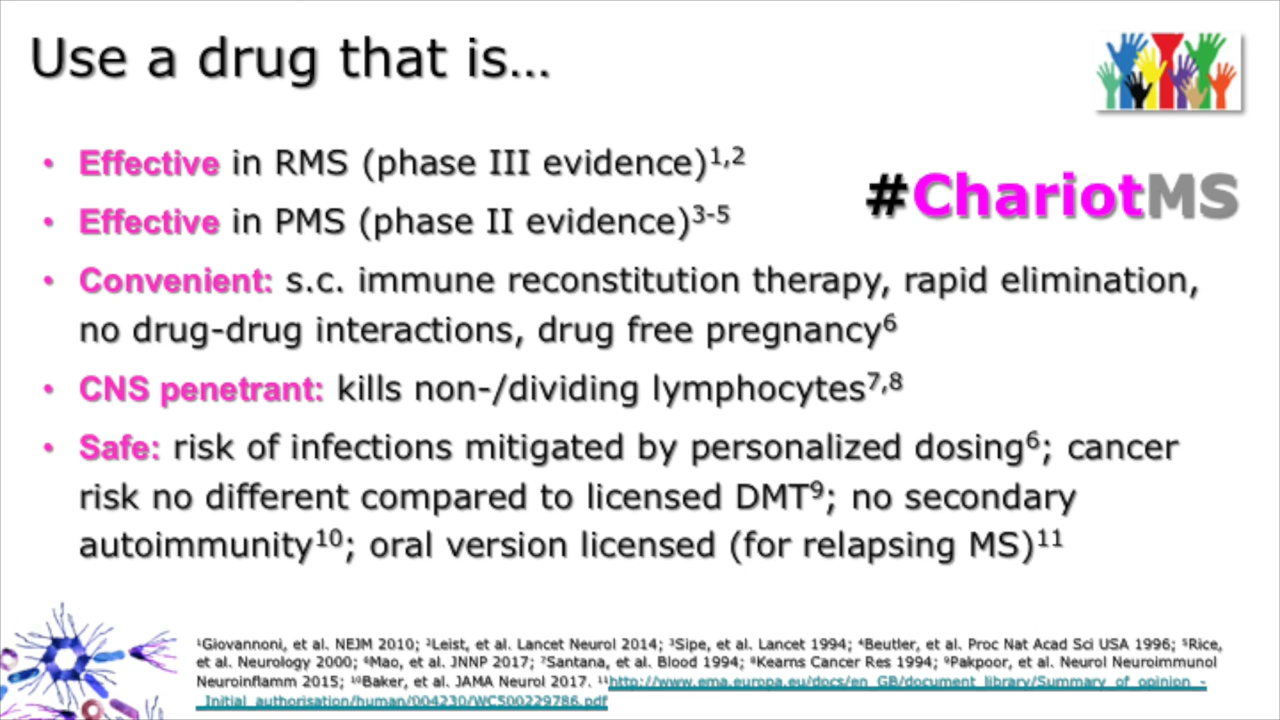 Use a drug that is...
• Effective in RMS (phase III evidence)1,2
#ChariotMS
• Effective in PMS (phase II evidence)3-5
• Convenient: s.c. immune reconstitution therapy, rapid elimination,
no drug-drug interactions, drug free pregnancy6
• CNS penetrant: kills non-/dividing lymphocytes7,8
• Safe: risk of infections mitigated by personalized dosing6; cancer
risk no different compared to licensed DMT9; no secondary
autoimmunity10; oral version licensed (for relapsing MS)11
1Giovannoni, et al. NEJM 2010; 2Leist, et al. Lancet Neurol 2014; 3Sipe, et al. Lancet 1994; 4Beutler, et al. Proc Nat Acad Sci USA 1996; 5Rice,
et al. Neurology 2000; 6Mao, et al. JNNP 2017; 7Santana, et al. Blood 1994; 8Kearns Cancer Res 1994; 9Pakpoor, et al. Neurol Neuroimmunol
Neuroinflamm 2015; 10Baker, et al. JAMA Neurol 2017. 11http://www.ema.europa.eu/docs/en_GB/document_library/Summary_of_opinion_-
_Initial_authorisation/human/004230/WC500229786.pdf